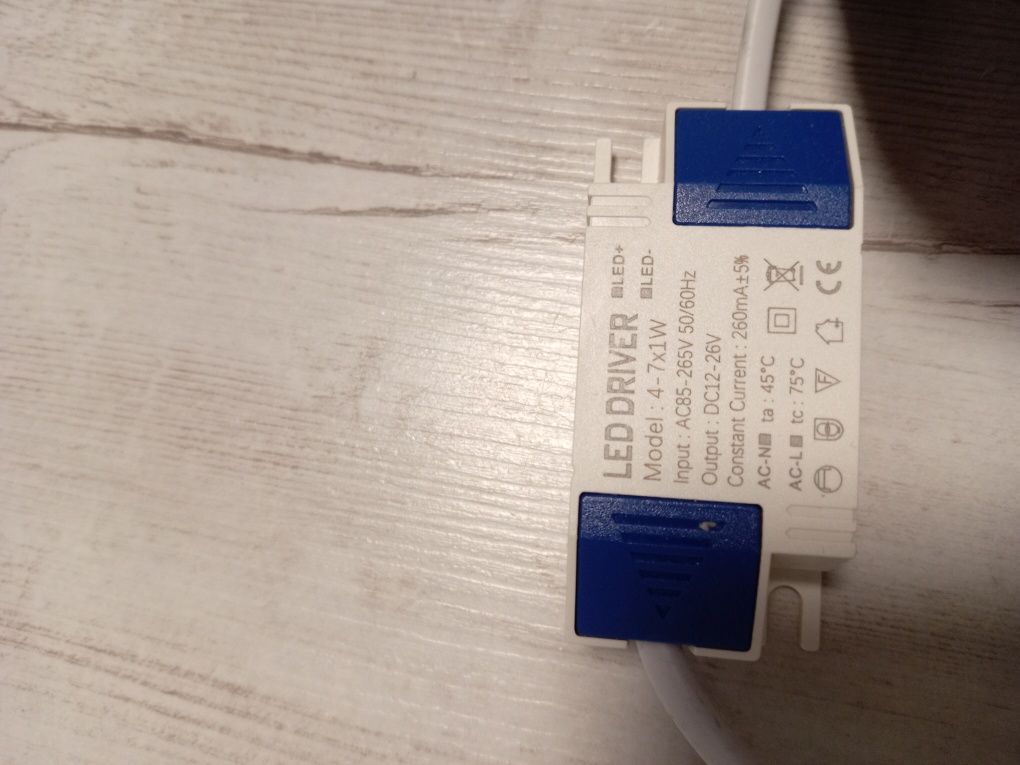 LED DRIVER
LED+
LED-
Model : 4-7x1W
Input : AC85-265V 50/60Hz
Output : DC12-26V
Constant Current : 260mA±5%
AC-N ta : 45°C
AC-L tc : 75°C
F
CE